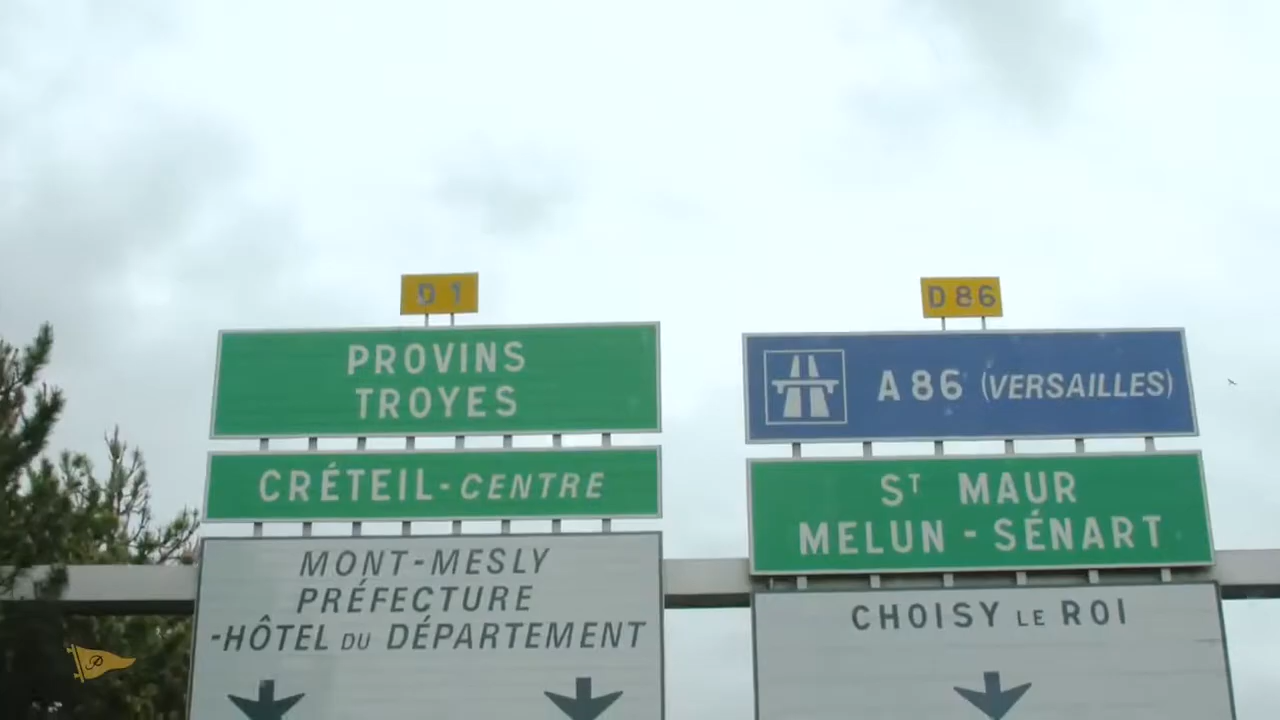 D 1
PROVINS
TROYES
CRÉTEIL-CENTRE
MONT-MESLY
PRÉFECTURE
-HÔTEL DU DÉPARTEMENT
D 86
A 86 (VERSAILLES)
ST MAUR
MELUN - SÉNART
CHOISY LE ROI